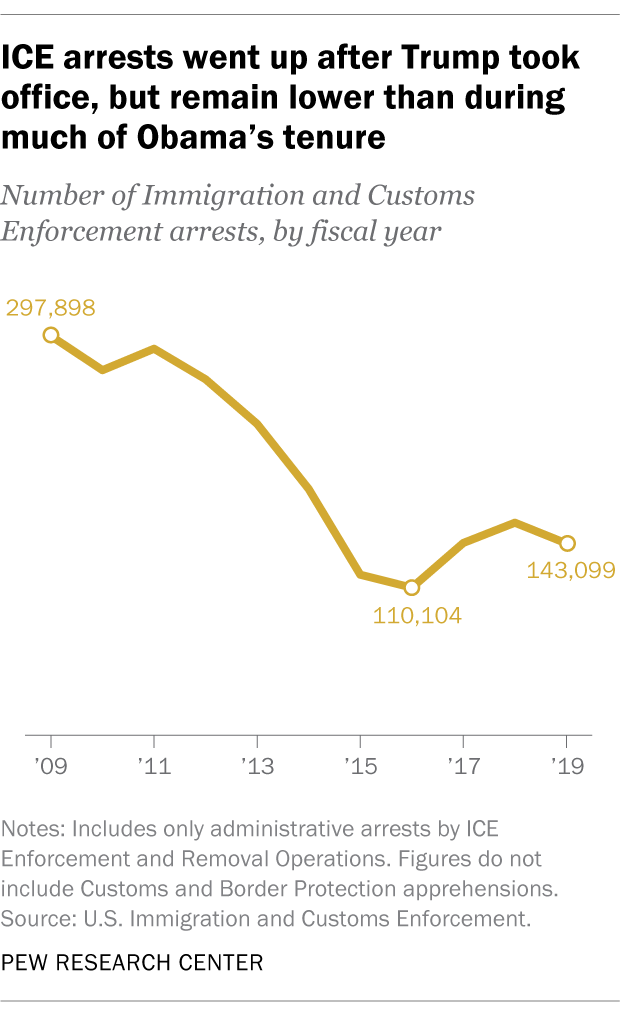 ICE arrests went up after Trump took
office, but remain lower than during
much of Obama’s tenure
Number of Immigration and Customs
Enforcement arrests, by fiscal year
297,898
143,099
110,104
’09 ’11 ’13 ’15 ’17 ’19
Notes: Includes only administrative arrests by ICE
Enforcement and Removal Operations. Figures do not
include Customs and Border Protection apprehensions.
Source: U.S. Immigration and Customs Enforcement.
PEW RESEARCH CENTER